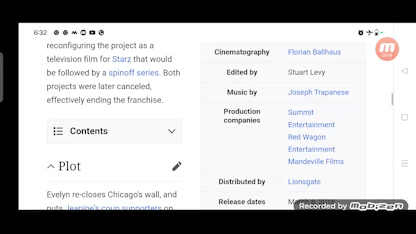 6:32
reconfiguring the project as a
television film for Starz that would
be followed by a spinoff series. Both
projects were later canceled,
effectively ending the franchise.
Contents
Plot
Evelyn re-closes Chicago's wall, and
puts Jeanine's coup supporters on
Cinematography Florian Ballhaus
Edited by Stuart Levy
Music by Joseph Trapanese
Production companies
Summit
Entertainment
Red Wagon
Entertainment
Mandeville Films
Distributed by Lionsgate
Release dates
Recorded by MOBIZEN